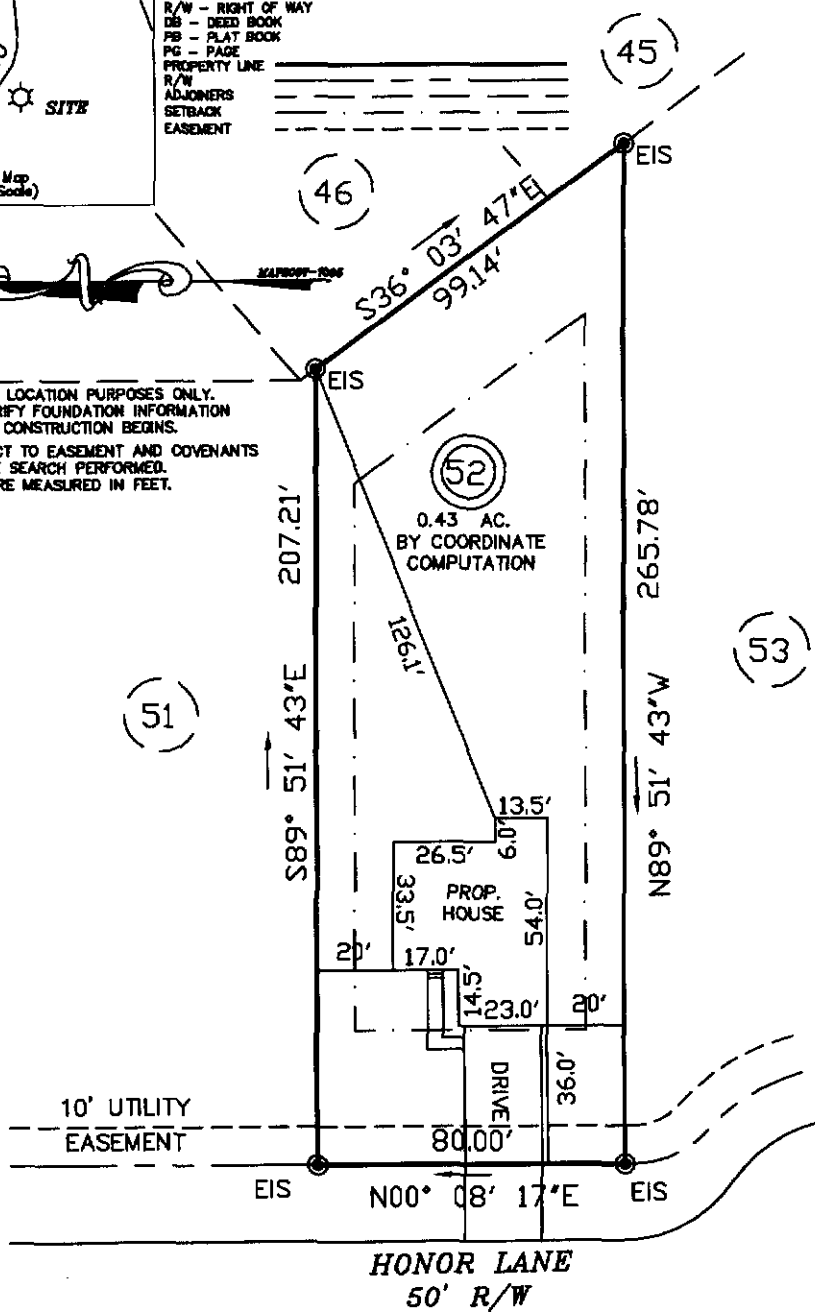 R/W - RIGHT OF WAY
DB - DEED BOOK
PB - PLAT BOOK
PG - PAGE
PROPERTY LINE
R/W
ADJOINERS
SETBACK
EASEMENT
SITE
Map
45
EIS
46
S36° 03' 47"E
99.14'
EIS
LOCATION PURPOSES ONLY.
RIFY FOUNDATION INFORMATION
CONSTRUCTION BEGINS.
CT TO EASEMENT AND COVENANTS
SEARCH PERFORMED.
RE MEASURED IN FEET.
52
0.43 AC.
BY COORDINATE
COMPUTATION
207.21'
265.78'
126.1'
51
53
S89° 51' 43"E
N89° 51' 43"W
13.5'
6.0'
26.5'
33.5'
PROP.
HOUSE
54.0'
20'
17.0'
14.5'
23.0'
20'
DRIVE
36.0'
10' UTILITY
EASEMENT
80.00'
EIS
N00° 08' 17"E
EIS
HONOR LANE
50' R/W